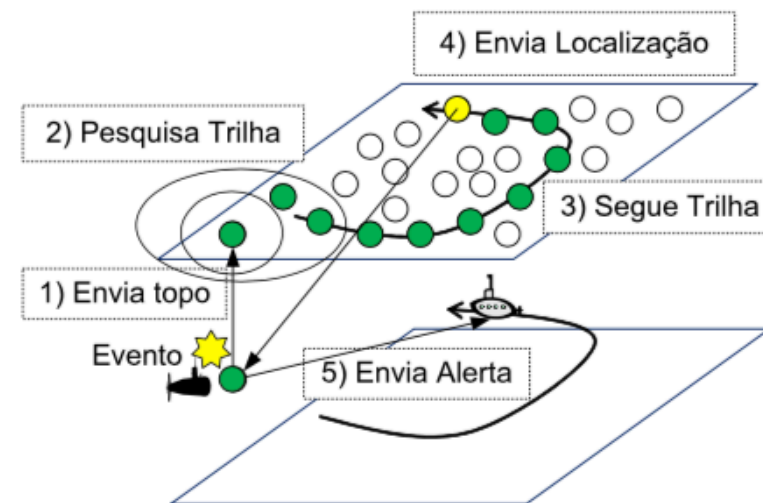 4) Envia Localização
2) Pesquisa Trilha
3) Segue Trilha
1) Envia topo
Evento
5) Envia Alerta